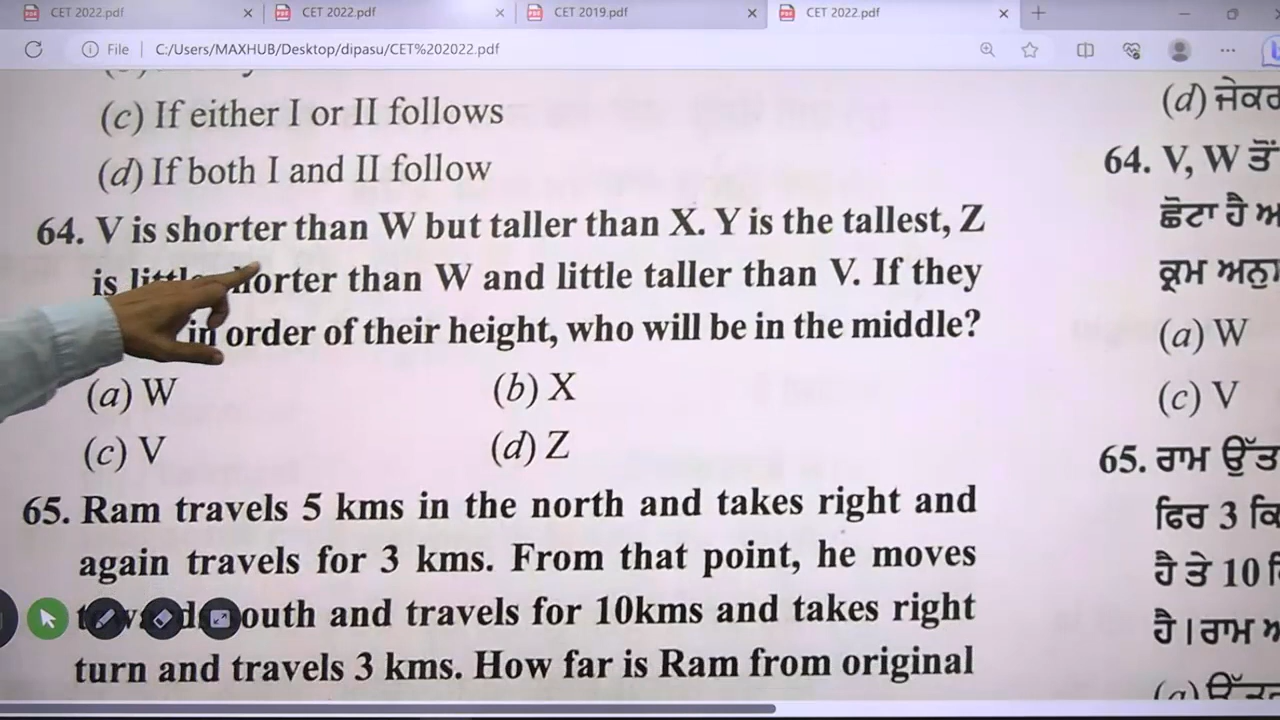 CET 2022.pdf
CET 2022.pdf
CET 2019.pdf
CET 2022.pdf
File
C:/Users/MAXHUB/Desktop/dipasu/CET%202022.pdf
(c) If either I or II follows
(d) If both I and II follow
64. V is shorter than W but taller than X. Y is the tallest, Z
is little shorter than W and little taller than V. If they
in order of their height, who will be in the middle?
(a) W
(b) X
(c) V
(d) Z
65. Ram travels 5 kms in the north and takes right and
again travels for 3 kms. From that point, he moves
towards south and travels for 10kms and takes right
turn and travels 3 kms. How far is Ram from original
(d) ਜੇਕਰ
64. V, W ਤੋਂ
ਛੋਟਾ ਹੈ
ਕ੍ਰਮ
(a) W
(c) V
65. ਰਾਮ
ਫਿਰ 3
ਹੈ ਤੇ 10
ਹੈ। ਰਾਮ
(a)